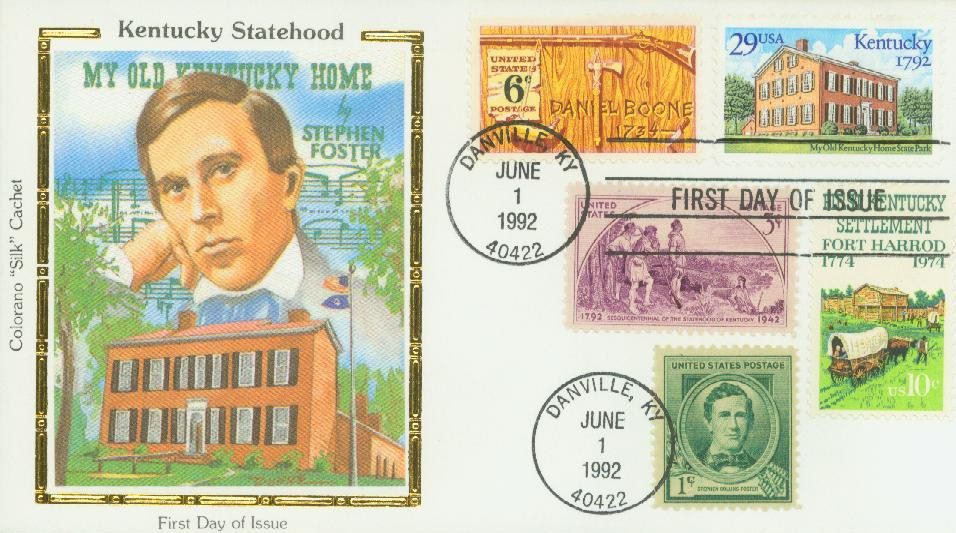 Kentucky Statehood
MY OLD KENTUCKY HOME
by
STEPHEN
FOSTER
Colorano "Silk" Cachet
First Day of Issue
UNITED
STATES
6¢
POSTAGE
DANIEL BOONE
1734
29USA
Kentucky
1792
My Old Kentucky Home State Park
DANVILLE, KY
JUNE
1
1992
40422
FIRST DAY OF ISSUE
UNITED
STATES
3¢
1792 SESQUICENTENNIAL OF THE STATEHOOD OF KENTUCKY 1942
KENTUCKY
SETTLEMENT
FORT HARROD
1774 1974
US 10¢
DANVILLE, KY
JUNE
1
1992
40422
UNITED STATES POSTAGE
1¢
STEPHEN COLLINS FOSTER